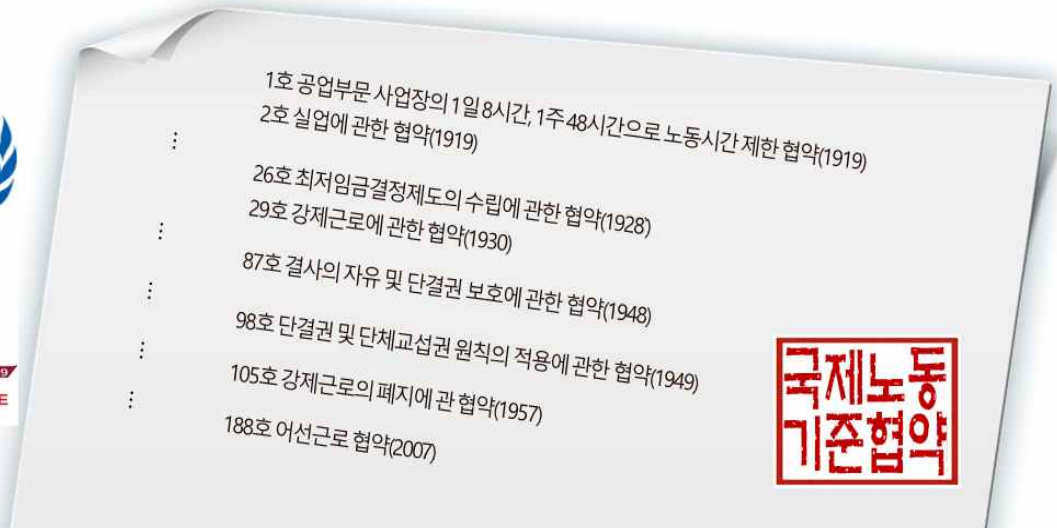 1호 공업부문 사업장의 1일 8시간, 1주 48시간으로 노동시간 제한 협약(1919)
2호 실업에 관한 협약(1919)
⋮
26호 최저임금결정제도의 수립에 관한 협약(1928)
29호 강제근로에 관한 협약(1930)
⋮
87호 결사의 자유 및 단결권 보호에 관한 협약(1948)
⋮
98호 단결권 및 단체교섭권 원칙의 적용에 관한 협약(1949)
⋮
105호 강제근로의 폐지에 관 협약(1957)
⋮
188호 어선근로 협약(2007)
국제노동
기준협약